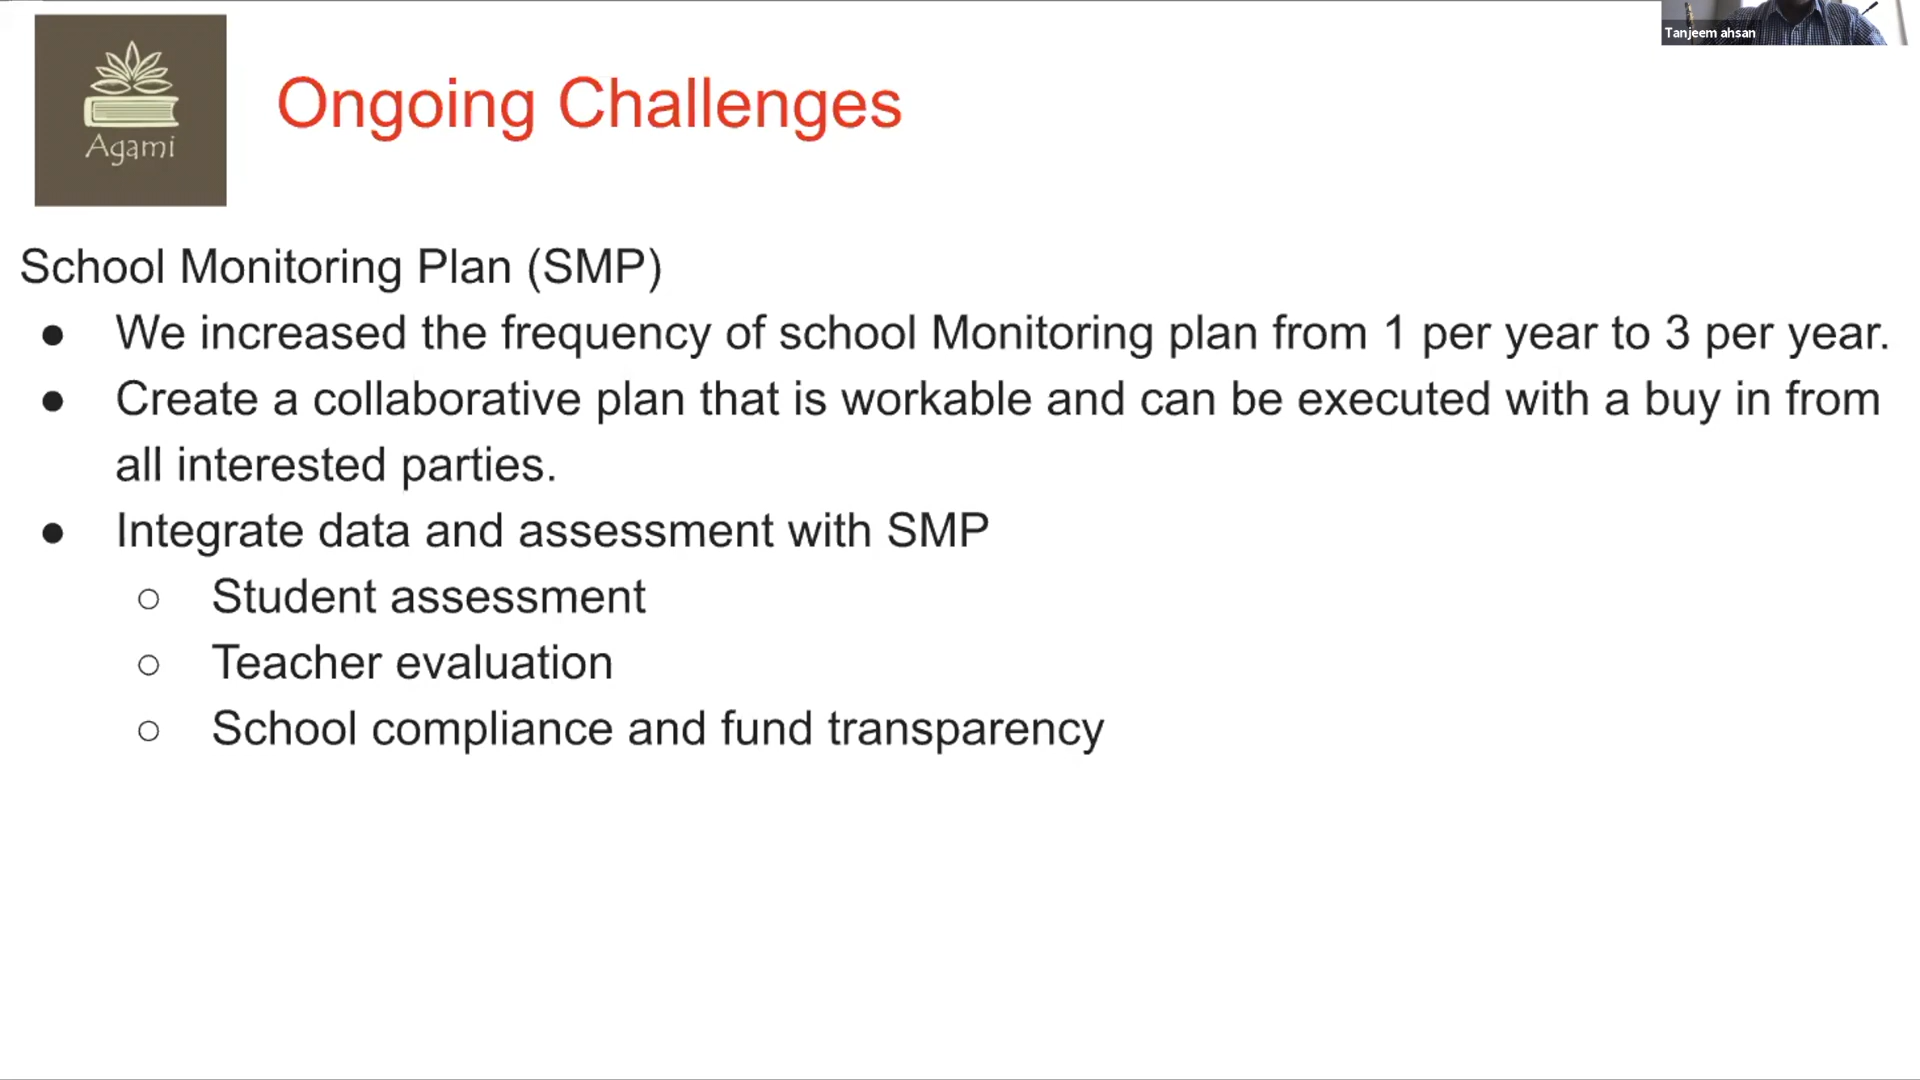 Tanjeem ahsan
Agami
Ongoing Challenges
School Monitoring Plan (SMP)
● We increased the frequency of school Monitoring plan from 1 per year to 3 per year.
● Create a collaborative plan that is workable and can be executed with a buy in from
all interested parties.
● Integrate data and assessment with SMP
○ Student assessment
○ Teacher evaluation
○ School compliance and fund transparency